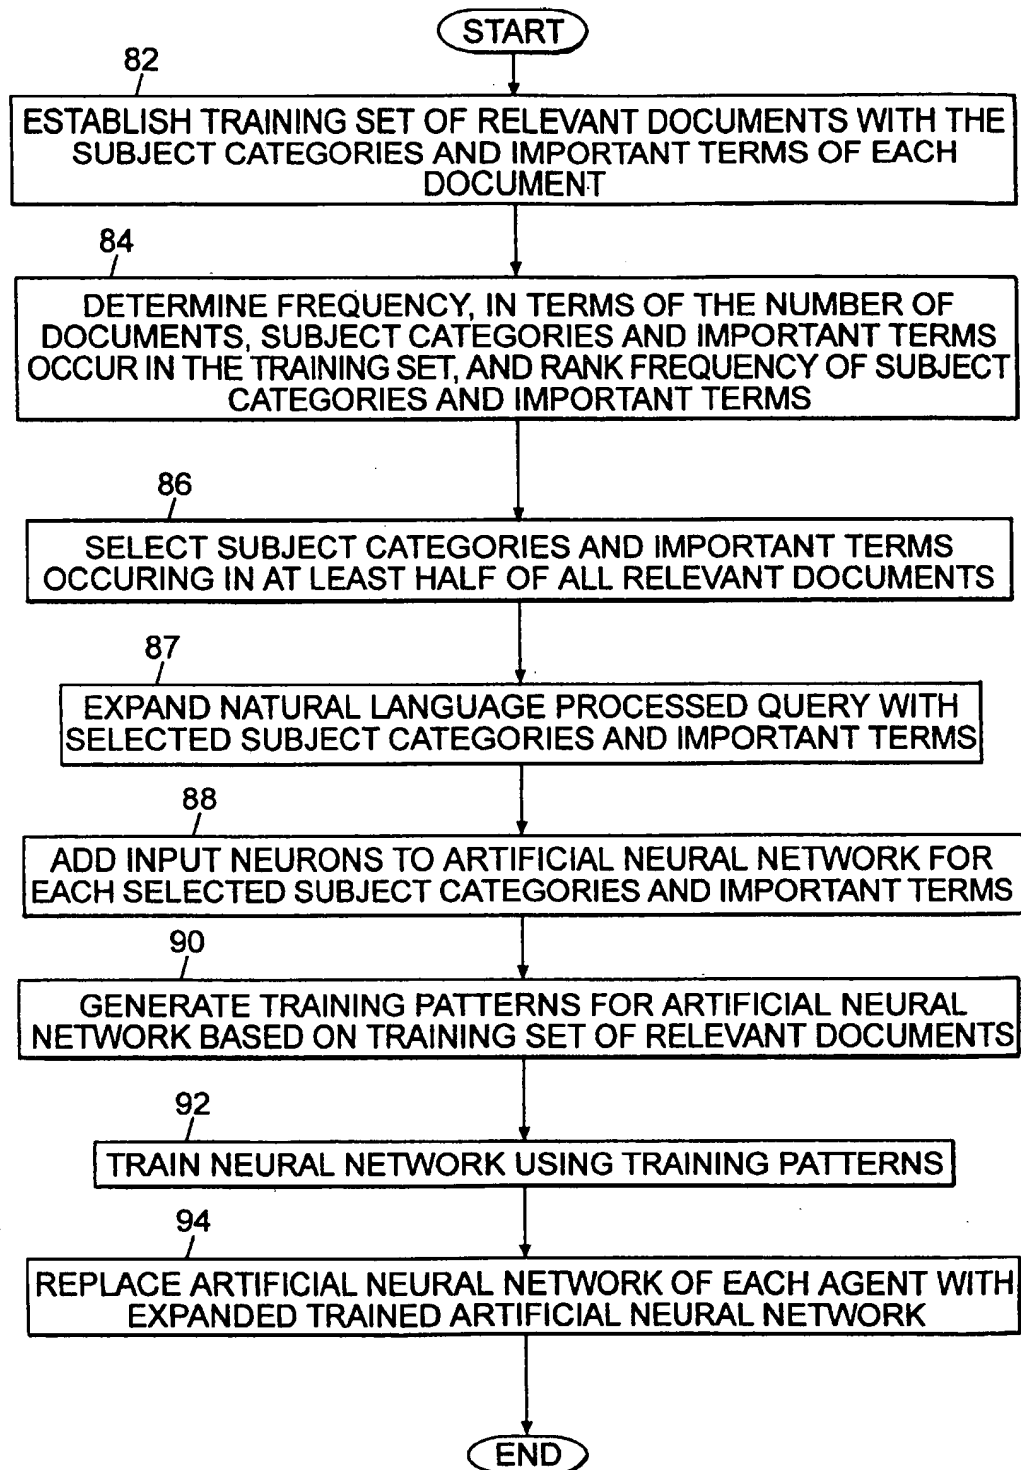 START
82
ESTABLISH TRAINING SET OF RELEVANT DOCUMENTS WITH THE
SUBJECT CATEGORIES AND IMPORTANT TERMS OF EACH
DOCUMENT
84
DETERMINE FREQUENCY, IN TERMS OF THE NUMBER OF
DOCUMENTS, SUBJECT CATEGORIES AND IMPORTANT TERMS
OCCUR IN THE TRAINING SET, AND RANK FREQUENCY OF SUBJECT
CATEGORIES AND IMPORTANT TERMS
86
SELECT SUBJECT CATEGORIES AND IMPORTANT TERMS
OCCURING IN AT LEAST HALF OF ALL RELEVANT DOCUMENTS
87
EXPAND NATURAL LANGUAGE PROCESSED QUERY WITH
SELECTED SUBJECT CATEGORIES AND IMPORTANT TERMS
88
ADD INPUT NEURONS TO ARTIFICIAL NEURAL NETWORK FOR
EACH SELECTED SUBJECT CATEGORIES AND IMPORTANT TERMS
90
GENERATE TRAINING PATTERNS FOR ARTIFICIAL NEURAL
NETWORK BASED ON TRAINING SET OF RELEVANT DOCUMENTS
92
TRAIN NEURAL NETWORK USING TRAINING PATTERNS
94
REPLACE ARTIFICIAL NEURAL NETWORK OF EACH AGENT WITH
EXPANDED TRAINED ARTIFICIAL NEURAL NETWORK
END